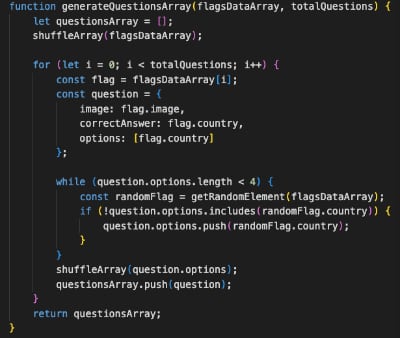 function generateQuestionsArray(flagsDataArray, totalQuestions) {
    let questionsArray = [];
    shuffleArray(flagsDataArray);

    for (let i = 0; i < totalQuestions; i++) {
        const flag = flagsDataArray[i];
        const question = {
            image: flag.image,
            correctAnswer: flag.country,
            options: [flag.country]
        };

        while (question.options.length < 4) {
            const randomFlag = getRandomElement(flagsDataArray);
            if (!question.options.includes(randomFlag.country)) {
                question.options.push(randomFlag.country);
            }
        }
        shuffleArray(question.options);
        questionsArray.push(question);
    }
    return questionsArray;
}